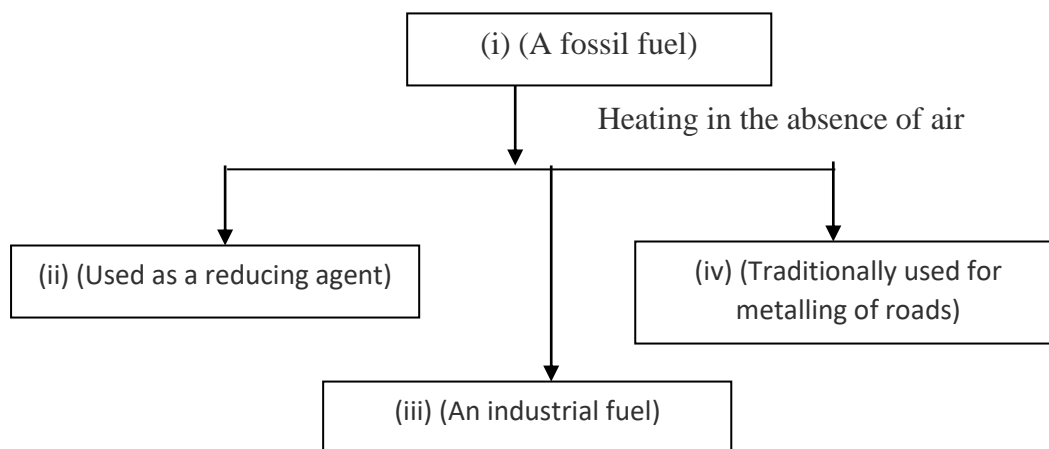 (i) (A fossil fuel)
Heating in the absence of air
(ii) (Used as a reducing agent)
(iv) (Traditionally used for
metalling of roads)
(iii) (An industrial fuel)